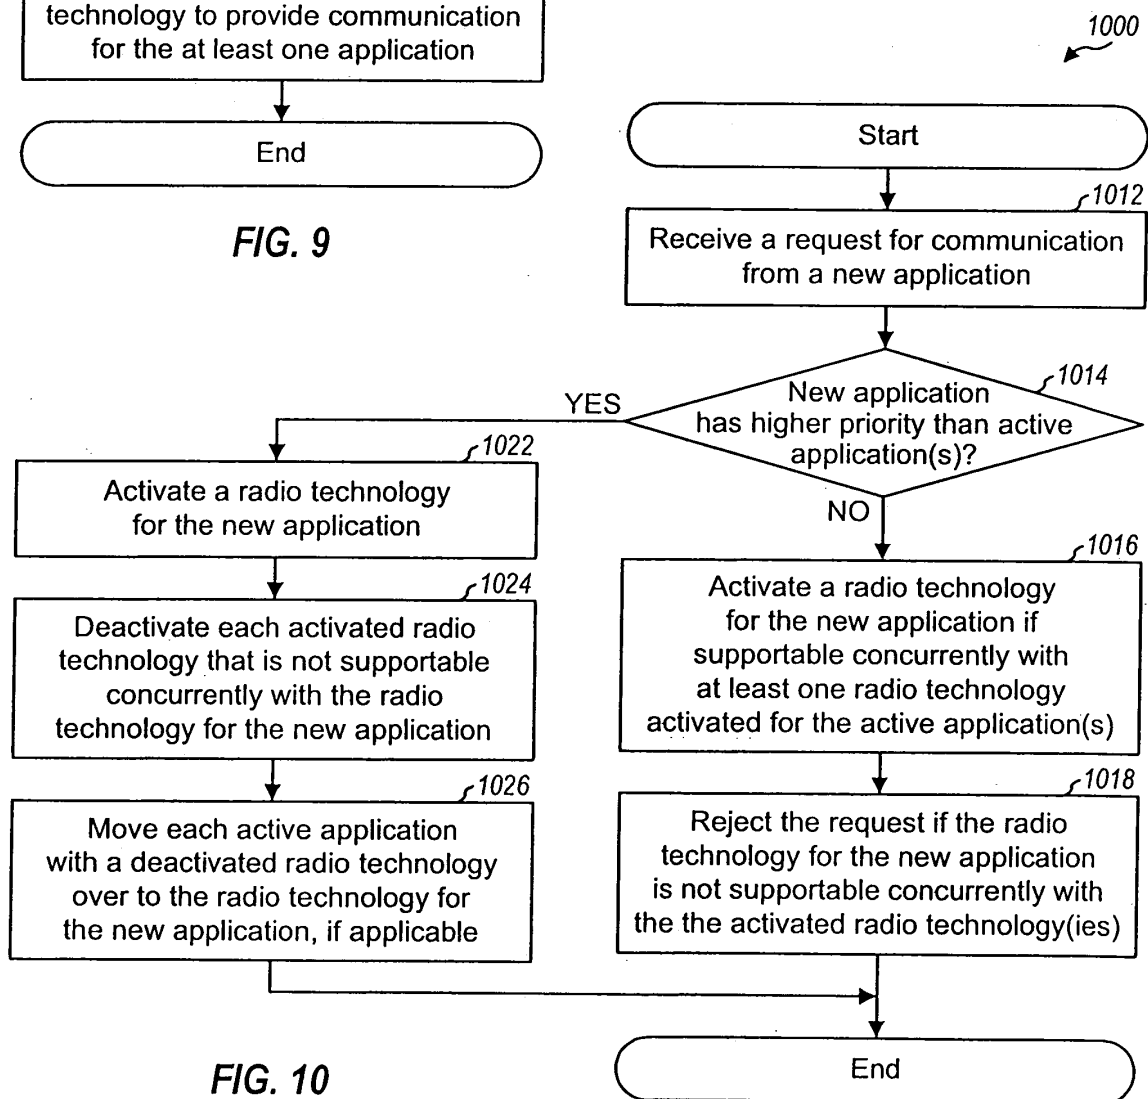 technology to provide communication
for the at least one application
End
FIG. 9
1000
Start
1012
Receive a request for communication
from a new application
1014
New application
has higher priority than active
application(s)?
YES
NO
1022
Activate a radio technology
for the new application
1024
Deactivate each activated radio
technology that is not supportable
concurrently with the radio
technology for the new application
1026
Move each active application
with a deactivated radio technology
over to the radio technology for
the new application, if applicable
1016
Activate a radio technology
for the new application if
supportable concurrently with
at least one radio technology
activated for the active application(s)
1018
Reject the request if the radio
technology for the new application
is not supportable concurrently with
the the activated radio technology(ies)
End
FIG. 10